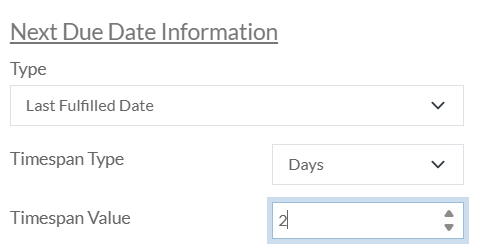 Next Due Date Information
Type
Last Fulfilled Date
Timespan Type
Days
Timespan Value
2